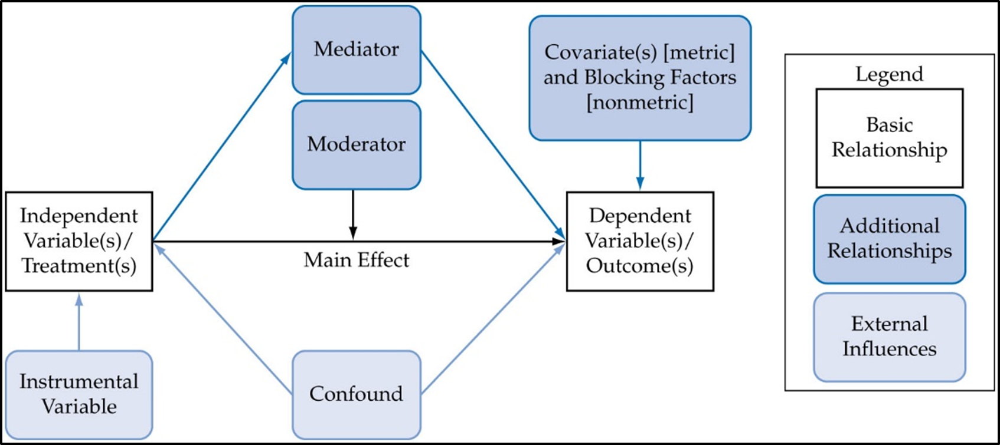 Mediator
Moderator
Covariate(s) [metric]
and Blocking Factors
[nonmetric]
Independent
Variable(s)/
Treatment(s)
Main Effect
Dependent
Variable(s)/
Outcome(s)
Instrumental
Variable
Confound
Legend
Basic
Relationship
Additional
Relationships
External
Influences